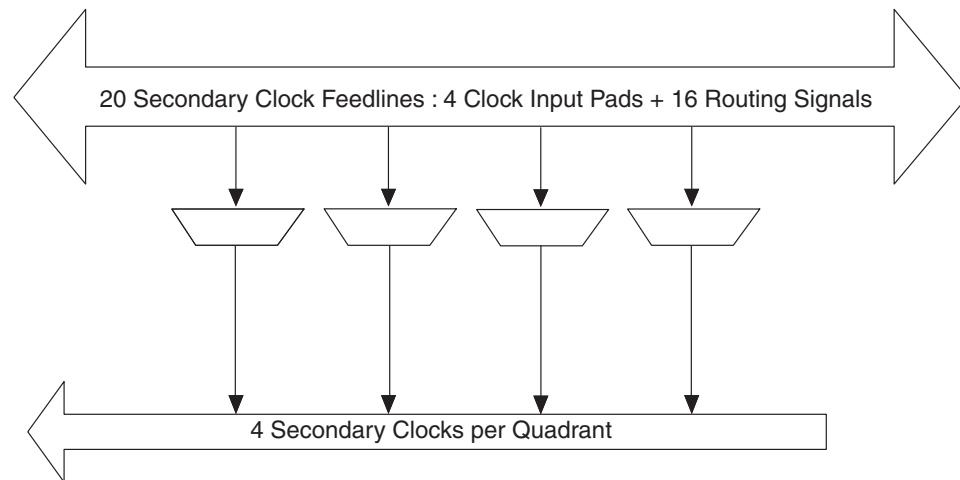 20 Secondary Clock Feedlines : 4 Clock Input Pads + 16 Routing Signals
4 Secondary Clocks per Quadrant